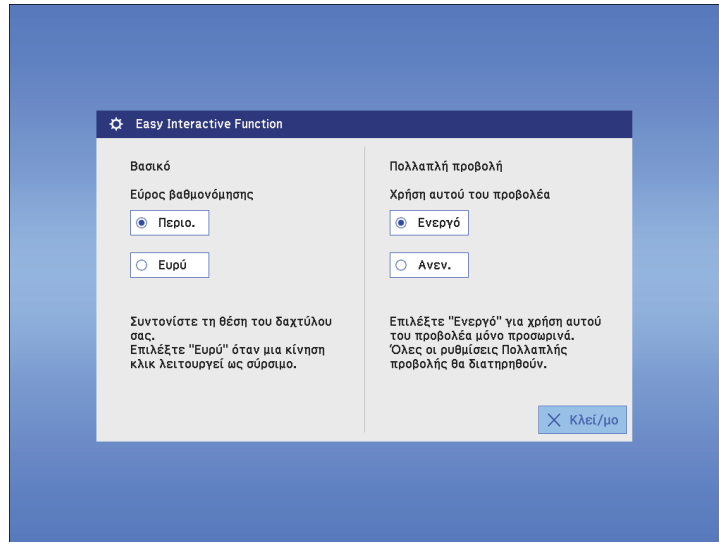 Easy Interactive Function
Βασικό
Εύρος βαθμονόμησης
Περιο.
Ευρύ
Συντονίστε τη θέση του δαχτύλου
σας.
Επιλέξτε "Ευρύ" όταν μια κίνηση
κλικ λειτουργεί ως σύρσιμο.
Πολλαπλή προβολή
Χρήση αυτού του προβολέα
Ενεργό
Ανεν.
Επιλέξτε "Ενεργό" για χρήση αυτού
του προβολέα μόνο προσωρινά.
Όλες οι ρυθμίσεις Πολλαπλής
προβολής θα διατηρηθούν.
Κλεί/μο